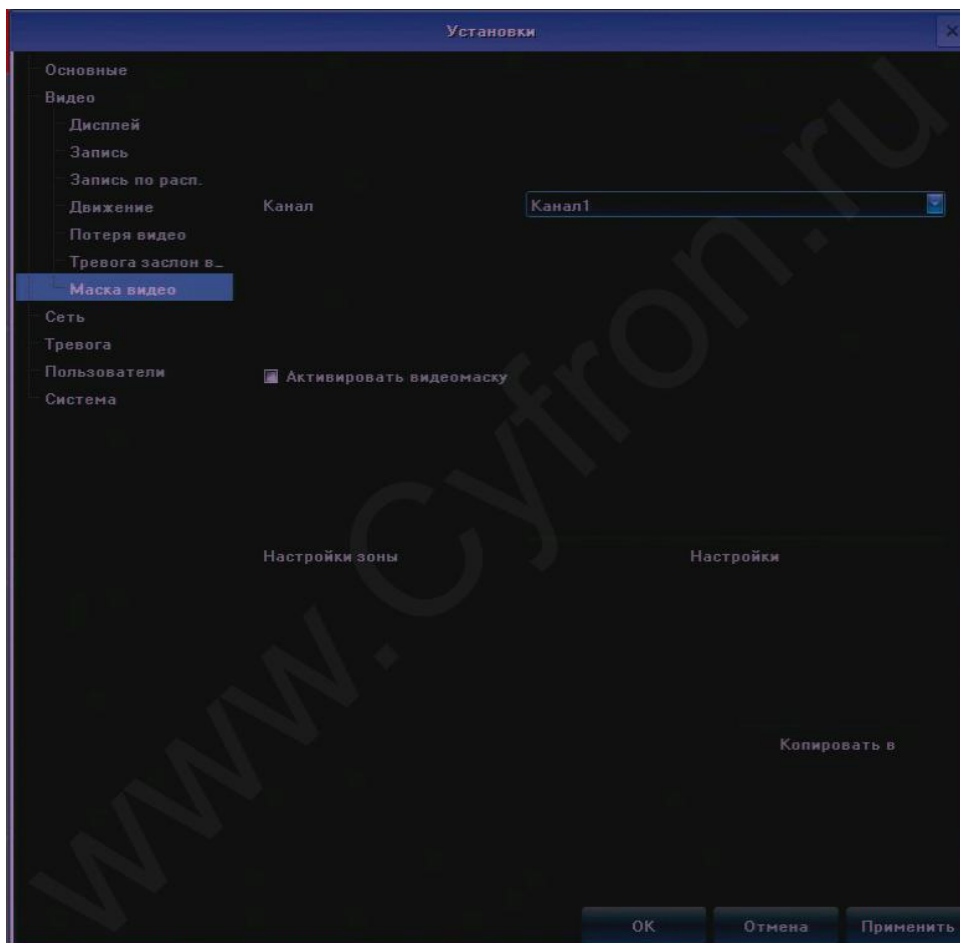 Установки
Основные
Видео
Дисплей
Запись
Запись по расп.
Движение
Потеря видео
Тревога заслон в_
Маска видео
Сеть
Тревога
Пользователи
Система
Канал
Канал1
Активировать видеомаску
Настройки зоны
Настройки
Копировать в
OK
Отмена
Применить
www.Cyfron.ru